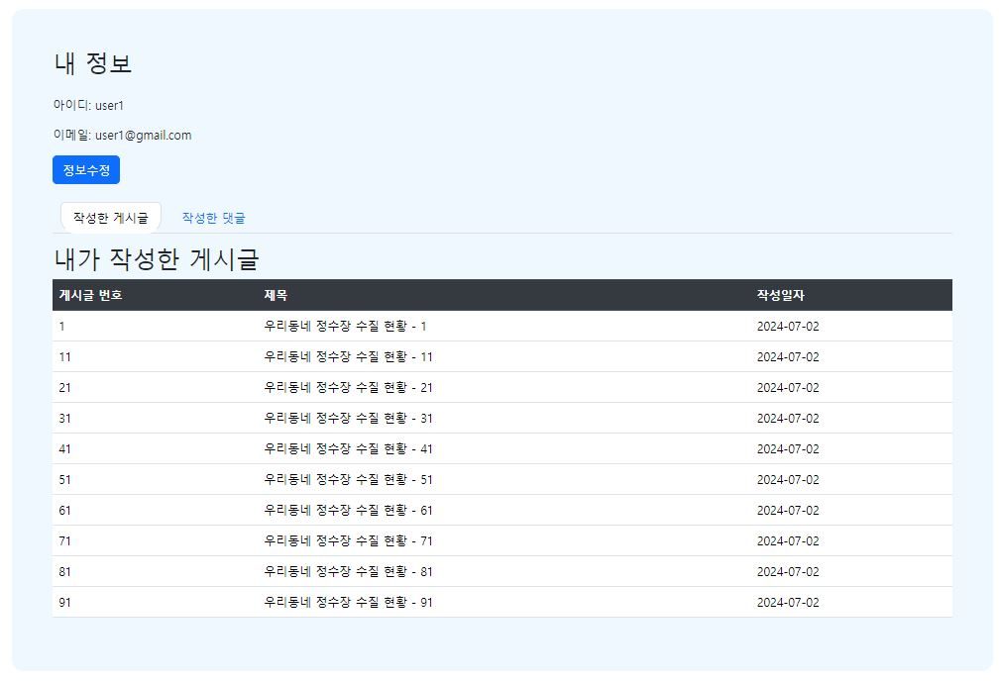 내 정보
아이디: user1
이메일: user1@gmail.com
정보수정
작성한 게시글 작성한 댓글
내가 작성한 게시글
게시글 번호 제목 작성일자
1 우리동네 정수장 수질 현황 - 1 2024-07-02
11 우리동네 정수장 수질 현황 - 11 2024-07-02
21 우리동네 정수장 수질 현황 - 21 2024-07-02
31 우리동네 정수장 수질 현황 - 31 2024-07-02
41 우리동네 정수장 수질 현황 - 41 2024-07-02
51 우리동네 정수장 수질 현황 - 51 2024-07-02
61 우리동네 정수장 수질 현황 - 61 2024-07-02
71 우리동네 정수장 수질 현황 - 71 2024-07-02
81 우리동네 정수장 수질 현황 - 81 2024-07-02
91 우리동네 정수장 수질 현황 - 91 2024-07-02